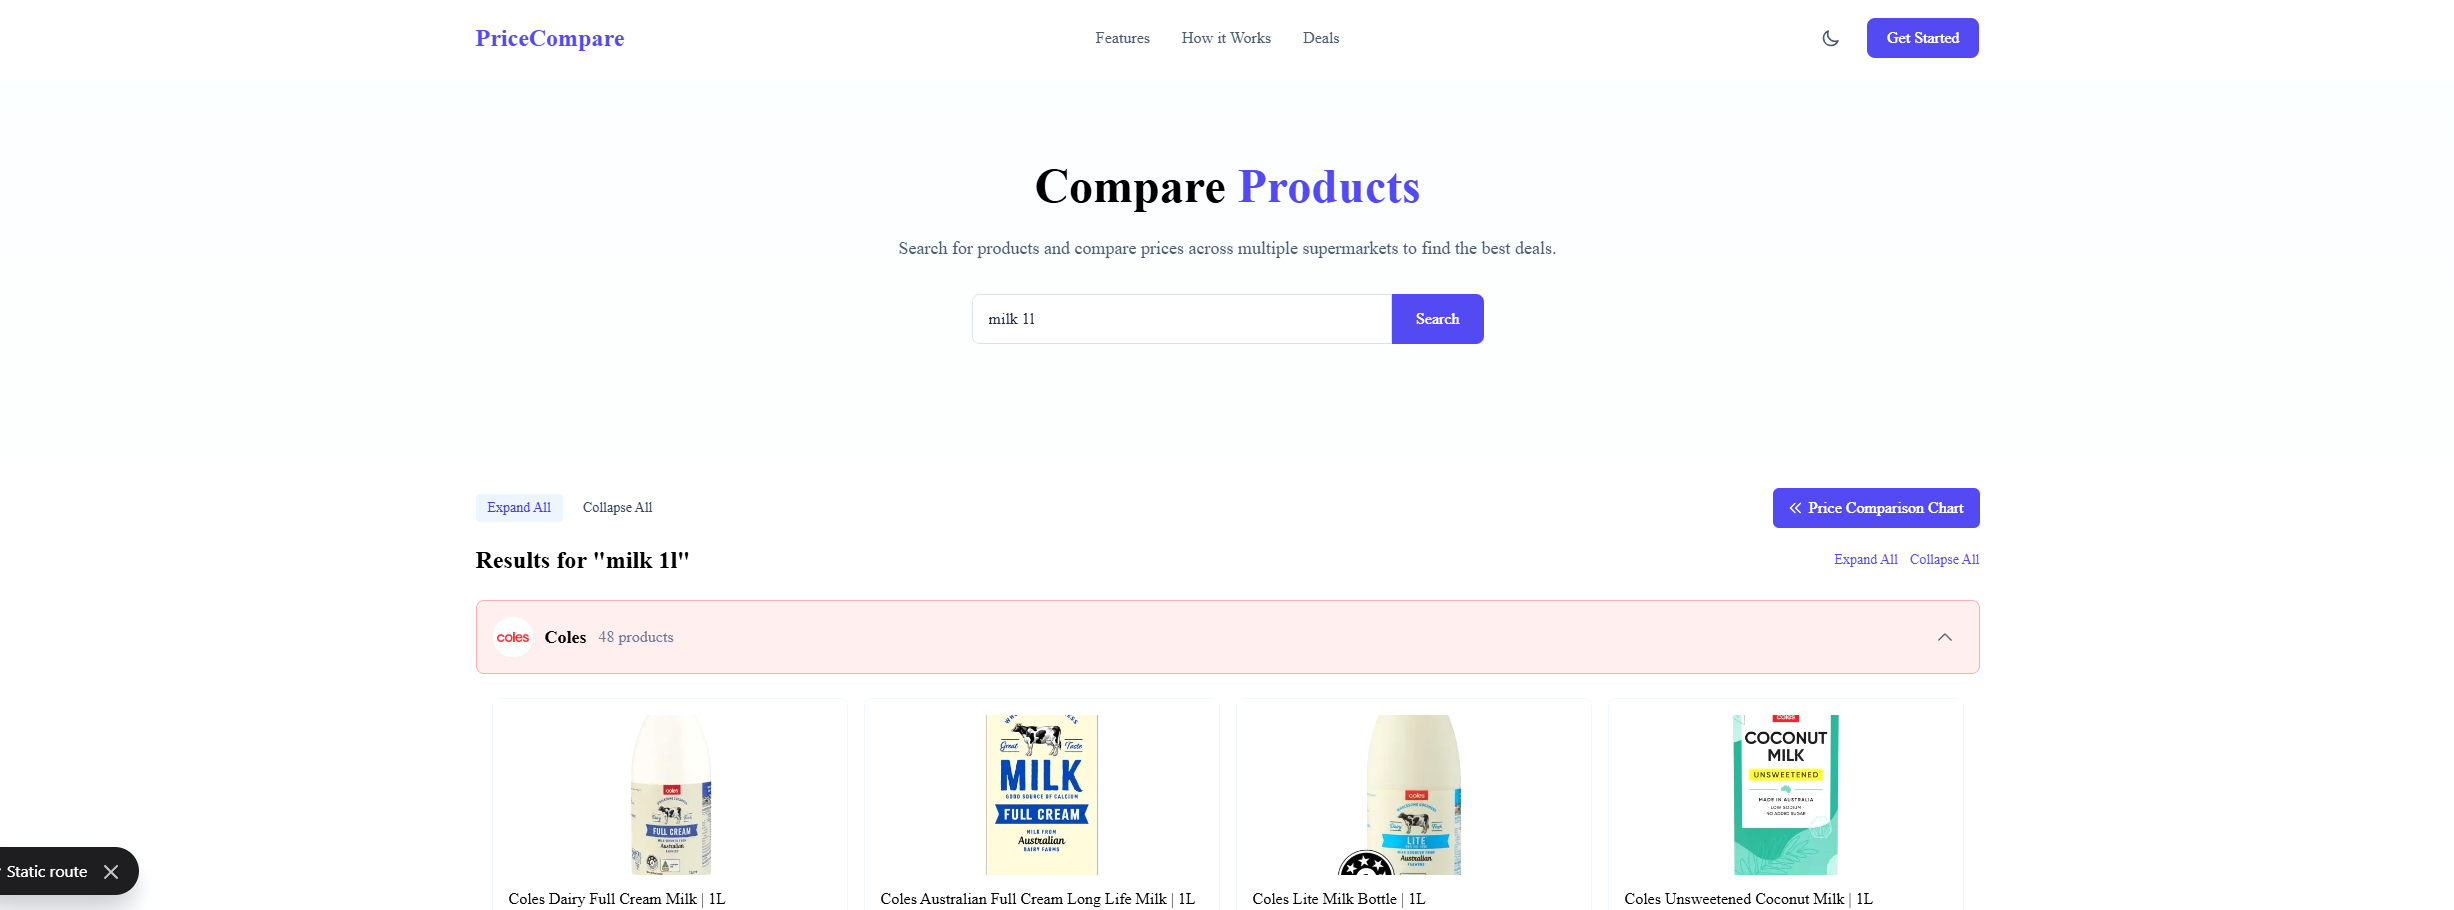 PriceCompare
Features
How it Works
Deals
Get Started
Compare Products
Search for products and compare prices across multiple supermarkets to find the best deals.
milk 1l
Search
Expand All
Collapse All
Price Comparison Chart
Results for "milk 1l"
Expand All
Collapse All
coles
Coles
48 products
coles
FULL CREAM
Australian
Great Taste
MILK
GOOD SOURCE OF CALCIUM
FULL CREAM
MILK FROM
Australian
DAIRY FARMS
coles
LITE
Australian
COLES
COCONUT
MILK
UNSWEETENED
MADE IN AUSTRALIA
LOW SODIUM
NO ADDED SUGAR
Coles Dairy Full Cream Milk | 1L
Coles Australian Full Cream Long Life Milk | 1L
Coles Lite Milk Bottle | 1L
Coles Unsweetened Coconut Milk | 1L
Static route